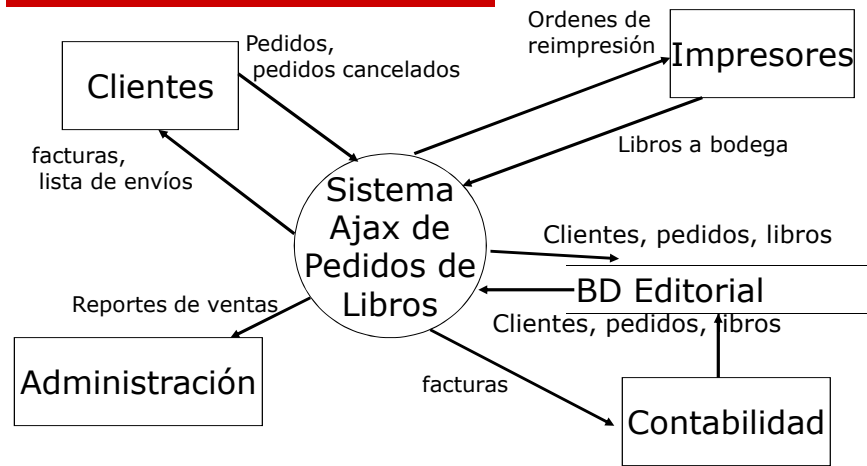 Ordenes de
reimpresión
Impresores
Pedidos,
pedidos cancelados
Clientes
Libros a bodega
facturas,
lista de envíos
Sistema
Ajax de
Pedidos de
Libros
Clientes, pedidos, libros
BD Editorial
Clientes, pedidos, libros
Reportes de ventas
Administración
facturas
Contabilidad